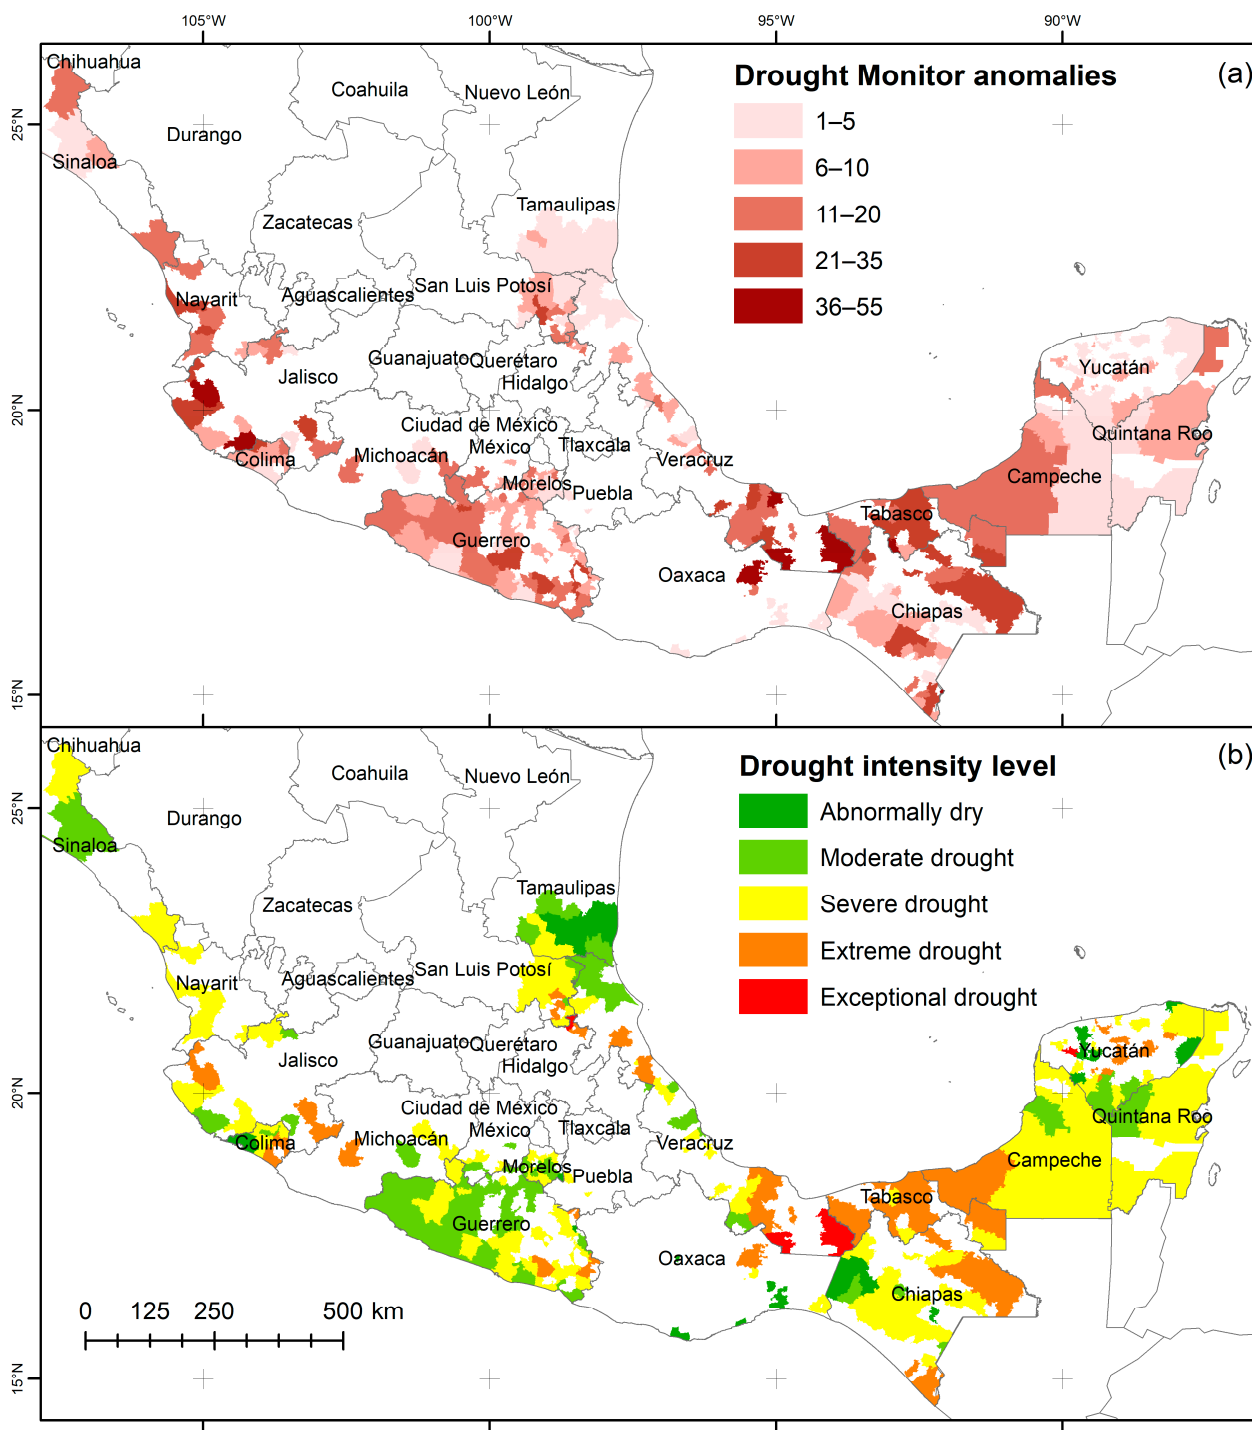 105°W 100°W 95°W 90°W
Drought Monitor anomalies (a)
1–5
6–10
11–20
21–35
36–55
25°N
20°N
15°N
Chihuahua
Coahuila
Nuevo León
Durango
Sinaloa
Tamaulipas
Zacatecas
San Luis Potosí
Nayarit
Aguascalientes
Guanajuato
Querétaro
Yucatán
Jalisco
Hidalgo
Ciudad de México
Quintana Roo
México
Tlaxcala
Colima
Michoacán
Veracruz
Campeche
Morelos
Puebla
Tabasco
Guerrero
Oaxaca
Chiapas
Drought intensity level (b)
Abnormally dry
Moderate drought
Severe drought
Extreme drought
Exceptional drought
25°N
20°N
15°N
Chihuahua
Coahuila
Nuevo León
Durango
Sinaloa
Tamaulipas
Zacatecas
San Luis Potosí
Nayarit
Aguascalientes
Guanajuato
Querétaro
Yucatán
Jalisco
Hidalgo
Ciudad de México
Quintana Roo
México
Tlaxcala
Colima
Michoacán
Veracruz
Campeche
Morelos
Puebla
Tabasco
Guerrero
Oaxaca
Chiapas
0 125 250 500 km